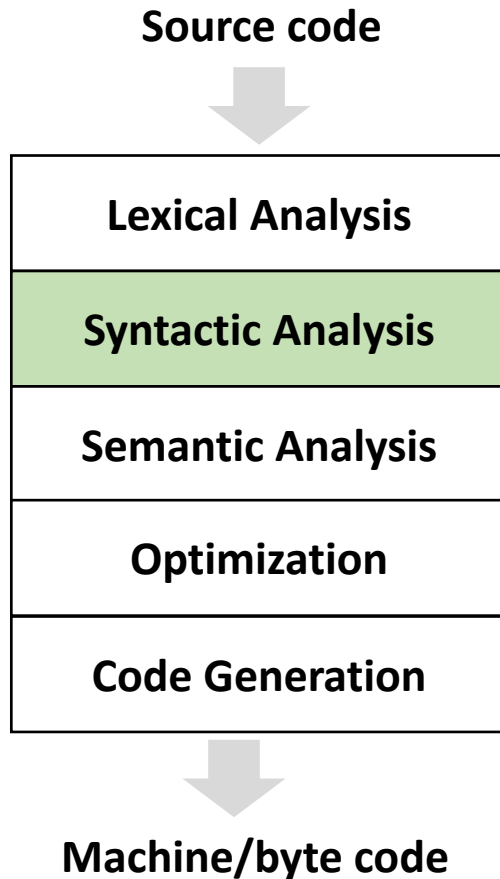 Source code
Lexical Analysis
Syntactic Analysis
Semantic Analysis
Optimization
Code Generation
Machine/byte code